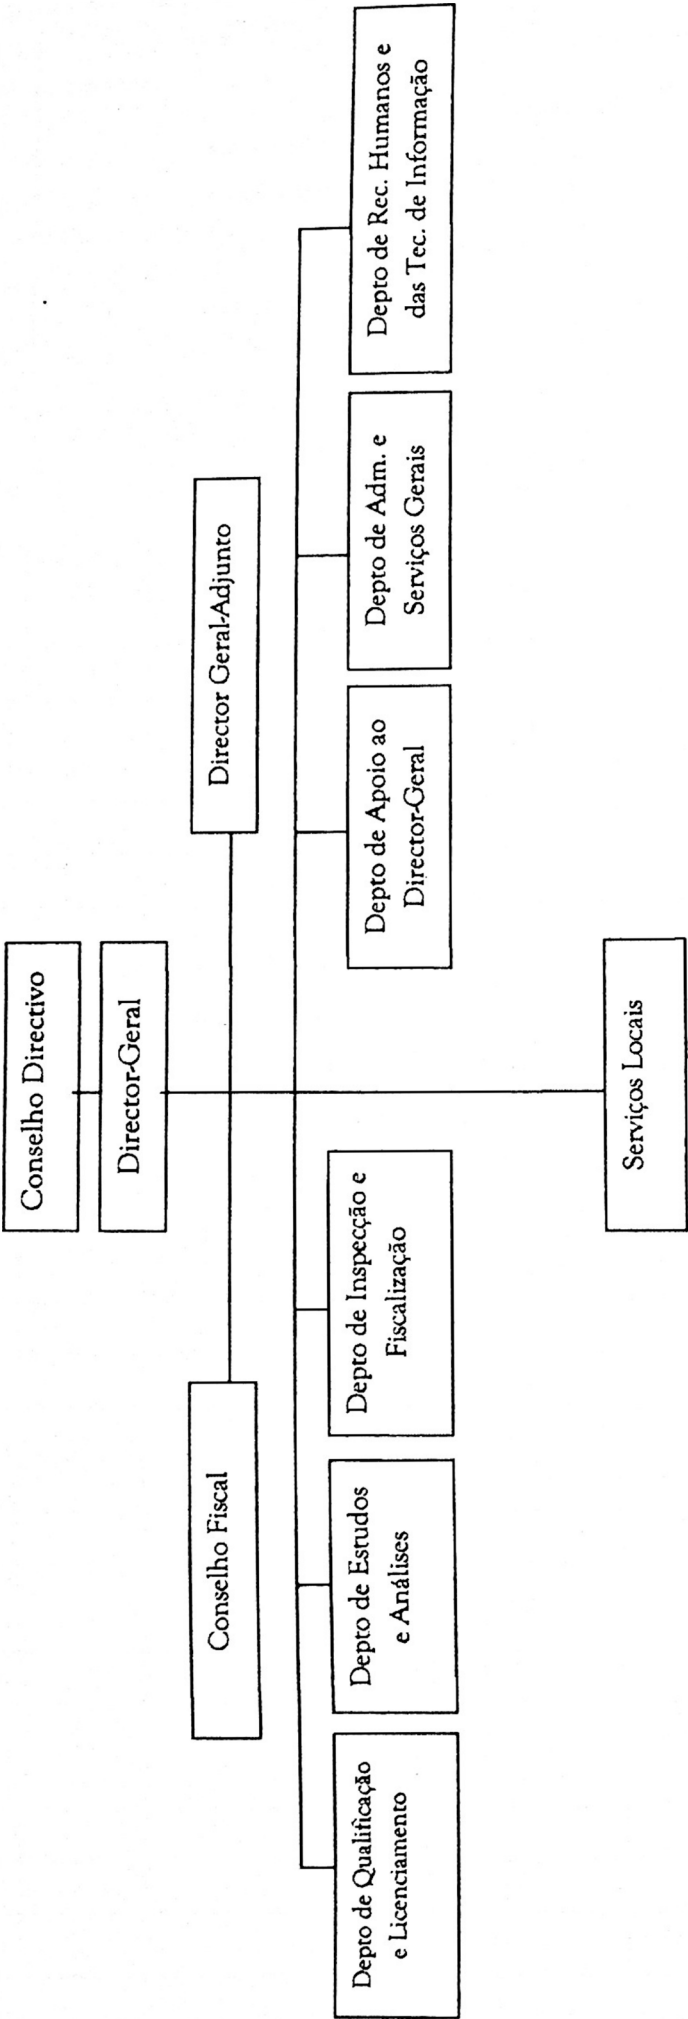 Conselho Directivo
Director-Geral
Conselho Fiscal
Director Geral-Adjunto
Depto de Qualificação
e Licenciamento
Depto de Estudos
e Análises
Depto de Inspecção e
Fiscalização
Depto de Apoio ao
Director-Geral
Depto de Adm. e
Serviços Gerais
Depto de Rec. Humanos e
das Tec. de Informação
Serviços Locais